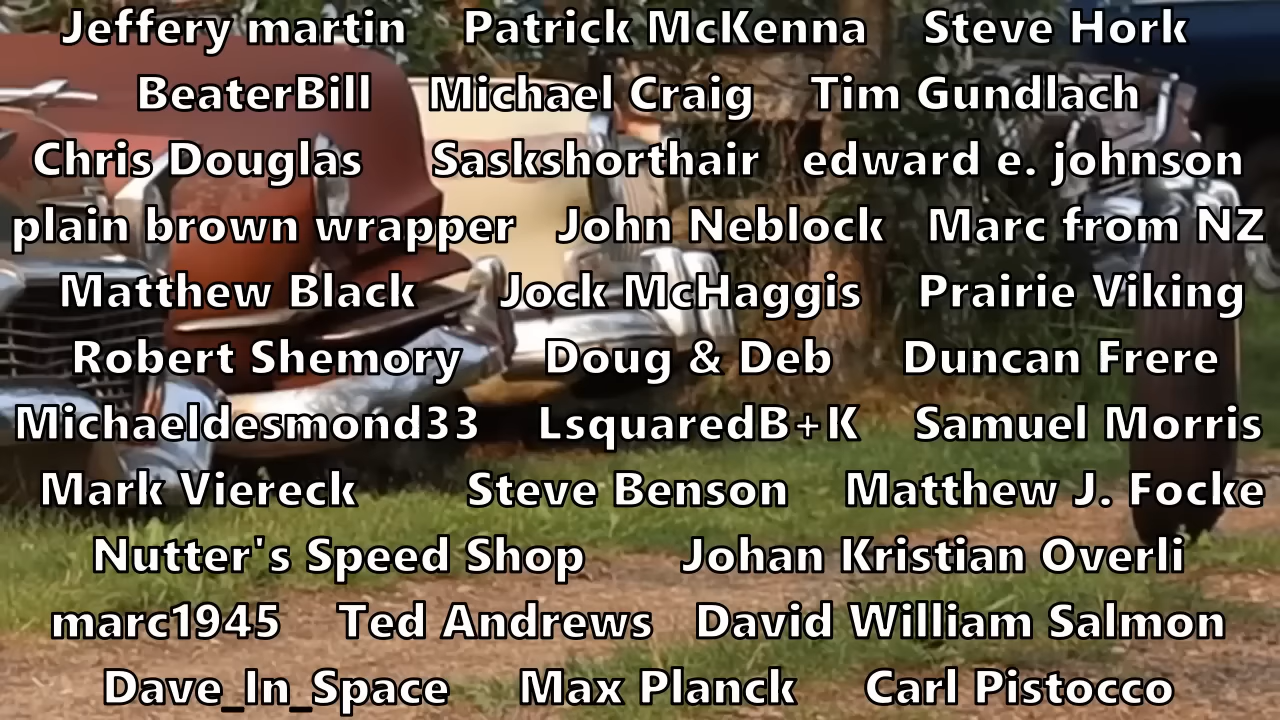 Jeffery martin Patrick McKenna Steve Hork
BeaterBill Michael Craig Tim Gundlach
Chris Douglas Saskshorthair edward e. johnson
plain brown wrapper John Neblock Marc from NZ
Matthew Black Jock McHaggis Prairie Viking
Robert Shemory Doug & Deb Duncan Frere
Michaeldesmond33 LsquaredB+K Samuel Morris
Mark Viereck Steve Benson Matthew J. Focke
Nutter's Speed Shop Johan Kristian Overli
marc1945 Ted Andrews David William Salmon
Dave_In_Space Max Planck Carl Pistocco